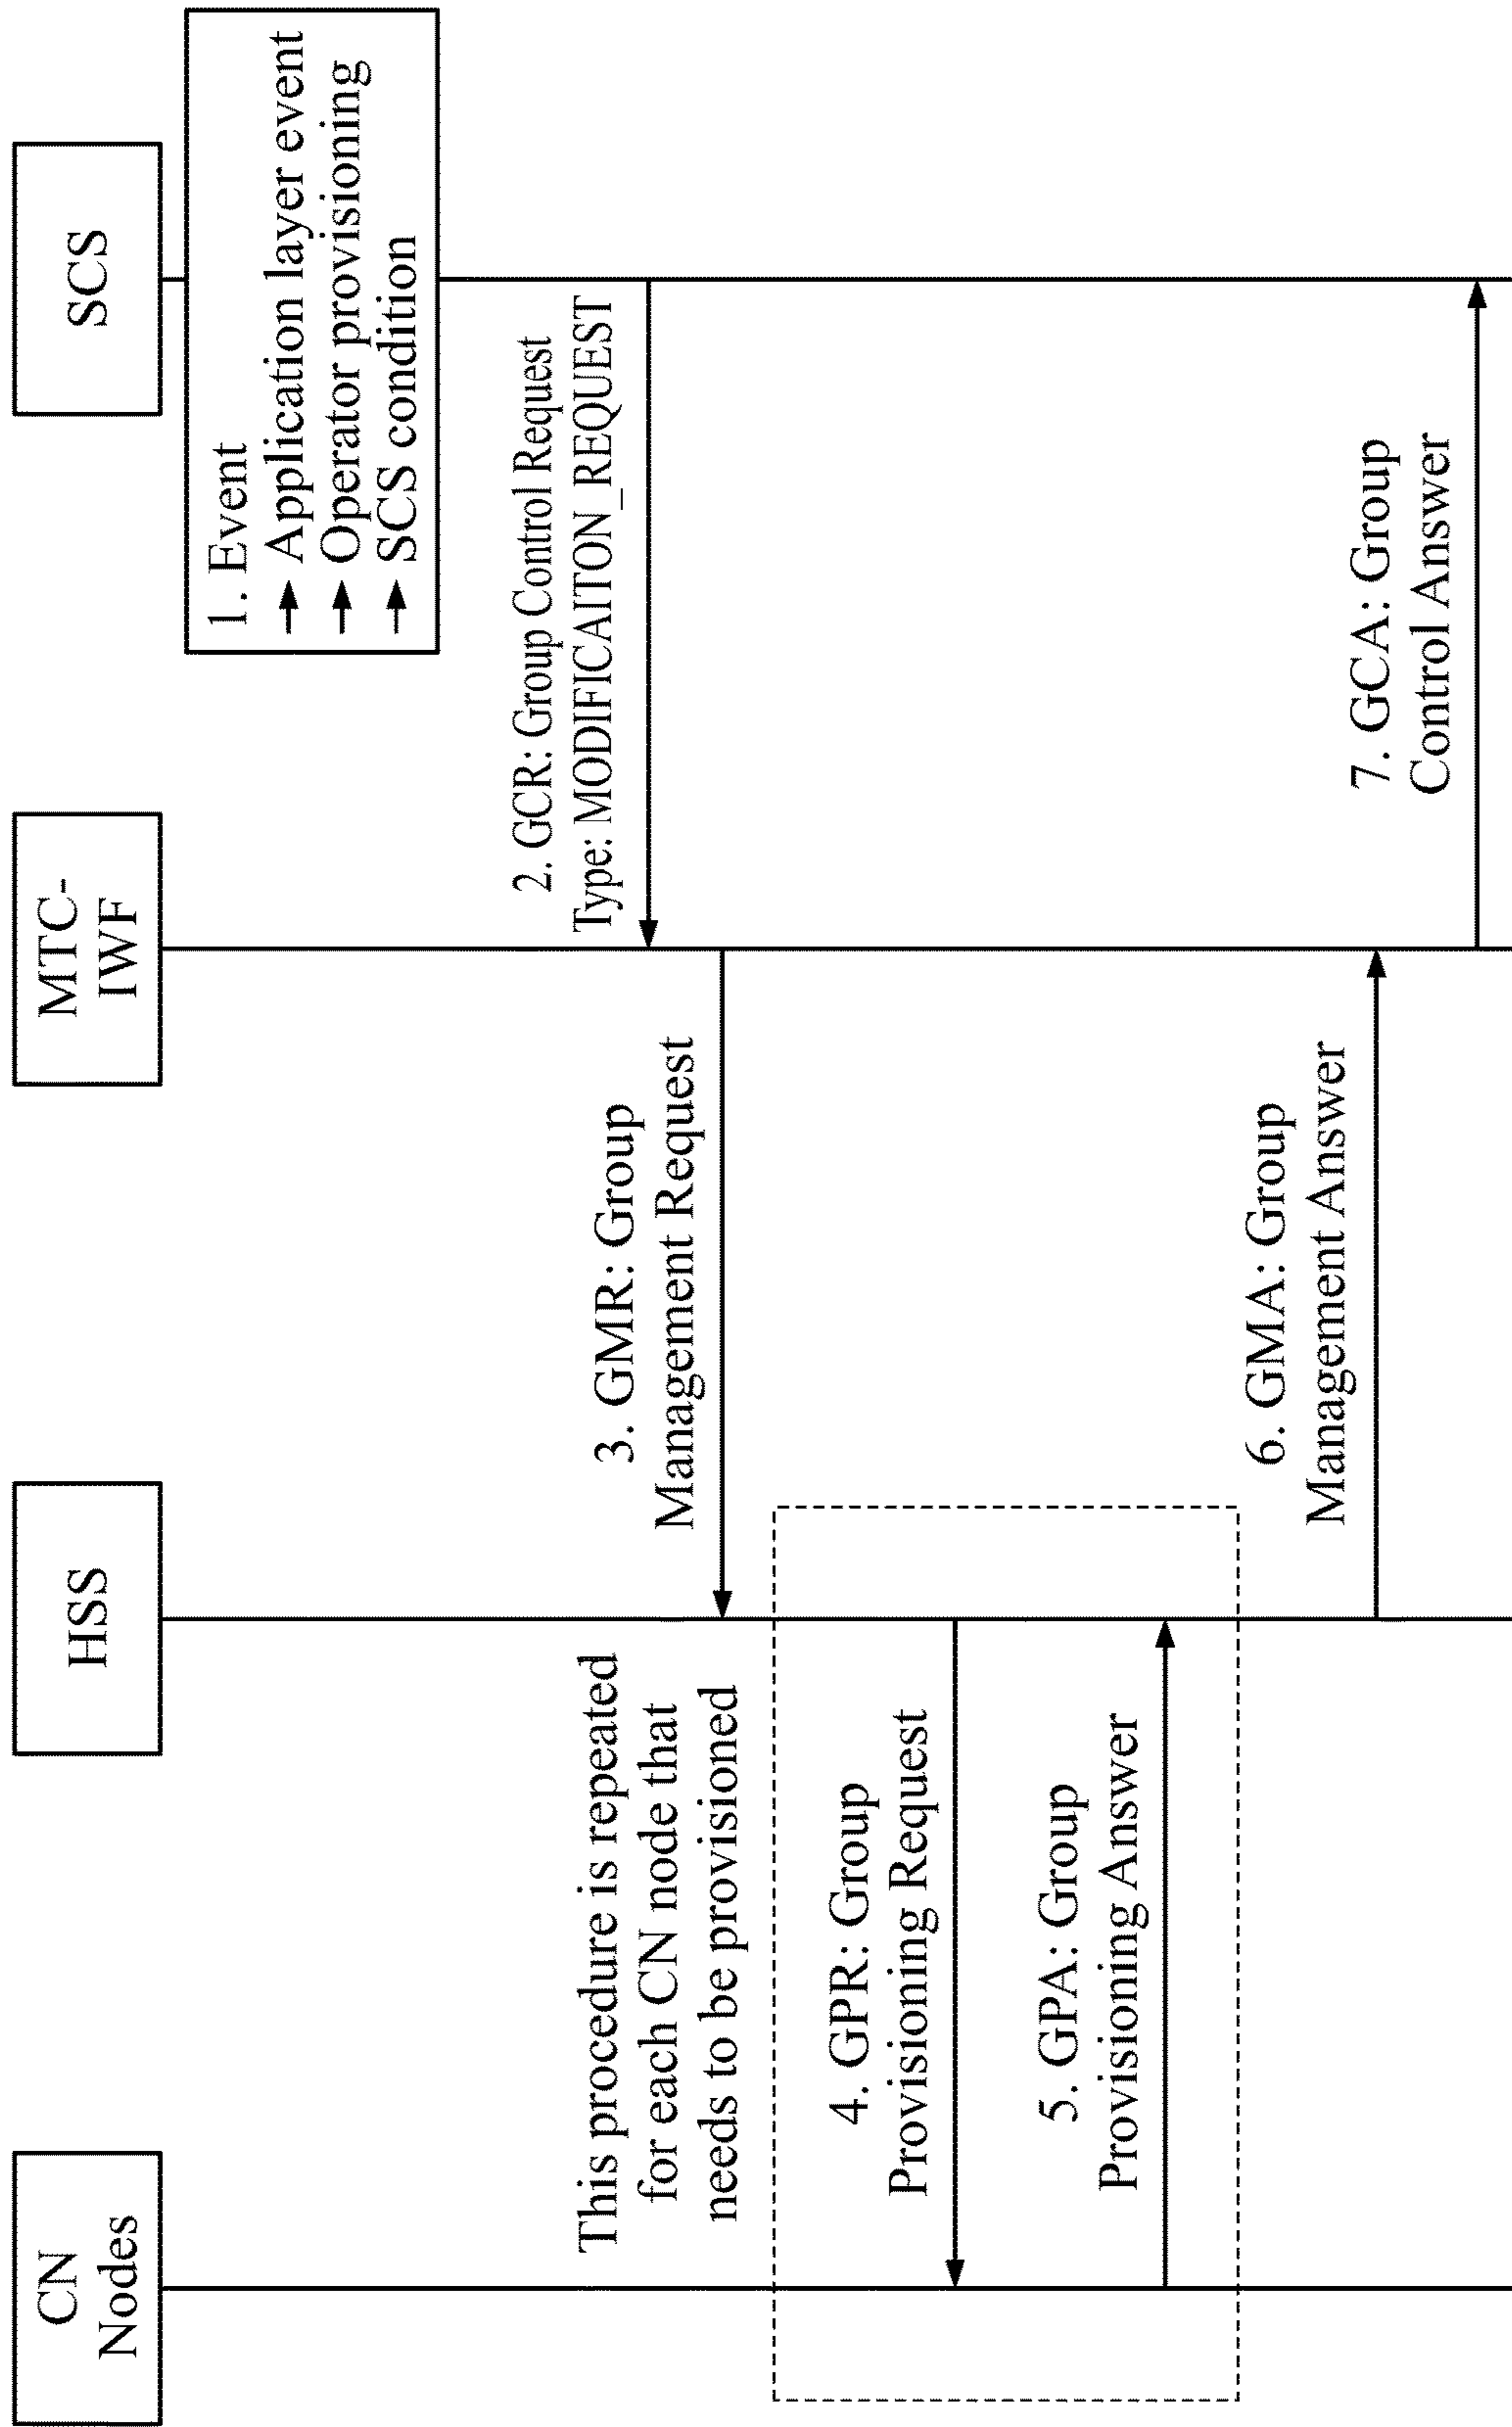 CN
Nodes
HSS
MTC-
IWF
SCS
1. Event
→ Application layer event
→ Operator provisioning
→ SCS condition
2. GCR: Group Control Request
Type: MODIFICAITON_REQUEST
3. GMR: Group
Management Request
This procedure is repeated
for each CN node that
needs to be provisioned
4. GPR: Group
Provisioning Request
5. GPA: Group
Provisioning Answer
6. GMA: Group
Management Answer
7. GCA: Group
Control Answer